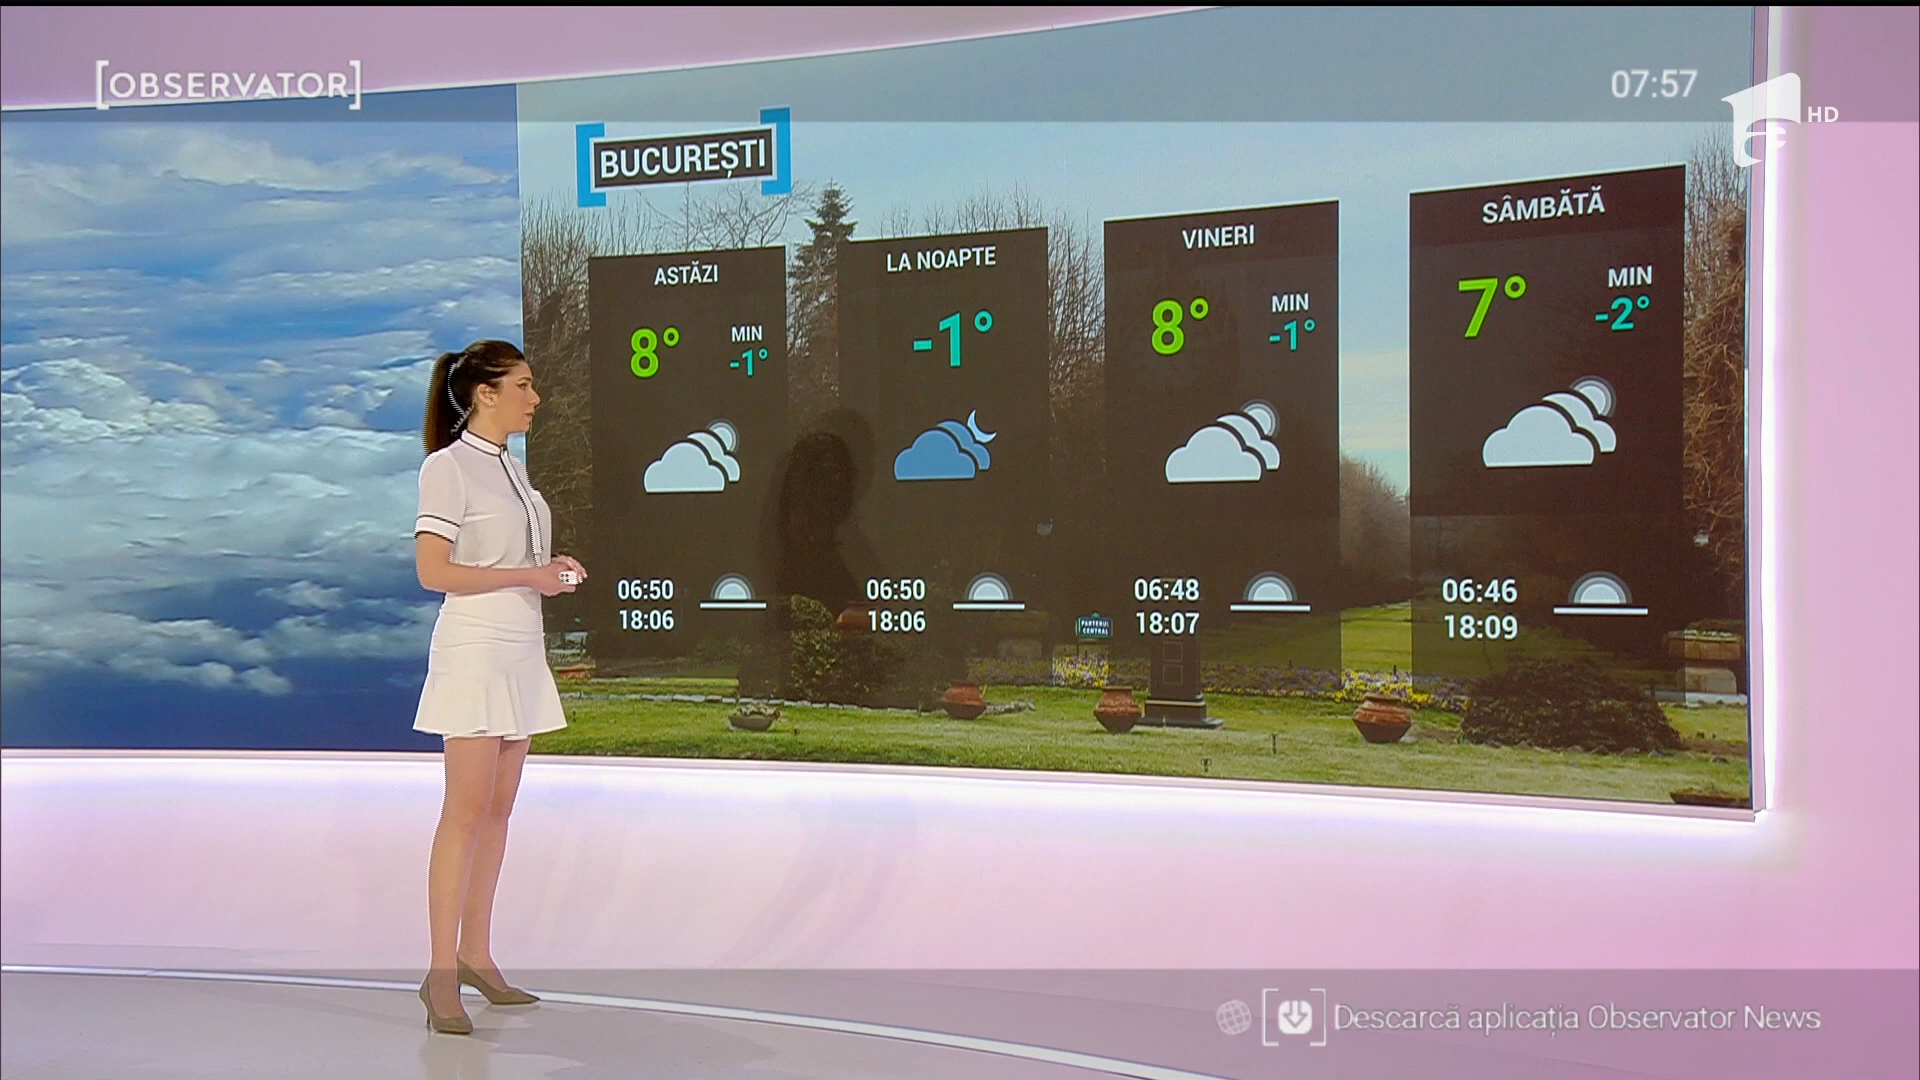 [OBSERVATOR]
07:57
HD
[BUCUREȘTI]
ASTĂZI
8°
MIN
-1°
06:50
18:06
LA NOAPTE
-1°
06:50
18:06
VINERI
8°
MIN
-1°
06:48
18:07
SÂMBĂTĂ
7°
MIN
-2°
06:46
18:09
PARTERUL
CENTRAL
Descarcă aplicația Observator News